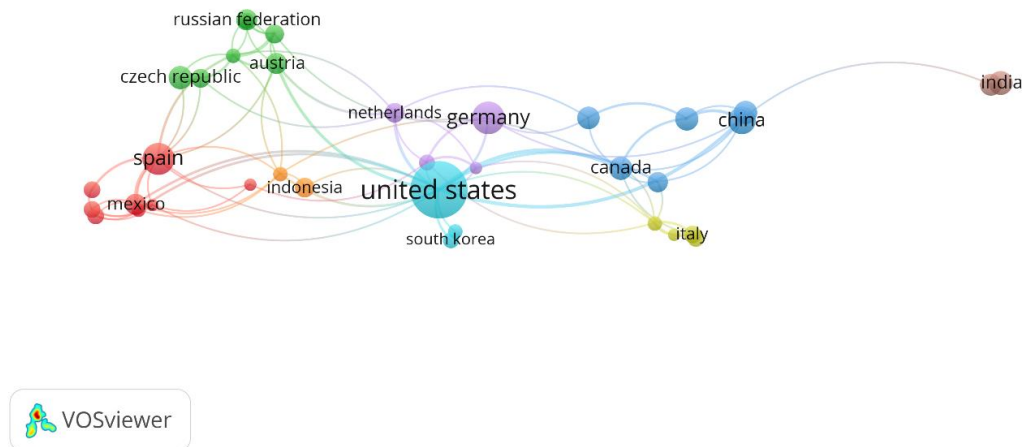 russian federation
austria
czech republic
india
netherlands
germany
china
spain
canada
indonesia
united states
mexico
italy
south korea
VOSviewer